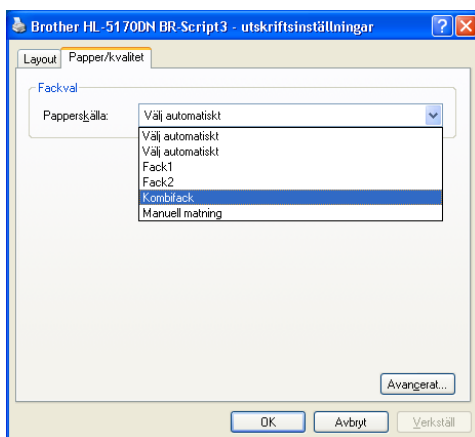 Brother HL-5170DN BR-Script3 - utskriftsinställningar
Layout Papper/kvalitet
Fackval
Papperskälla: Välj automatiskt
Välj automatiskt
Välj automatiskt
Fack1
Fack2
Kombifack
Manuell matning
Avancerat...
OK Avbryt Verkställ